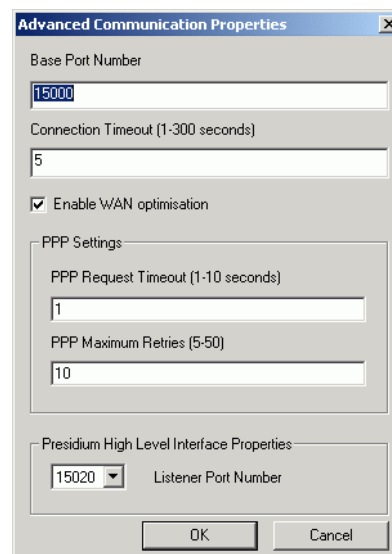 Advanced Communication Properties
Base Port Number
15000
Connection Timeout (1-300 seconds)
5
Enable WAN optimisation
PPP Settings
PPP Request Timeout (1-10 seconds)
1
PPP Maximum Retries (5-50)
10
Presidium High Level Interface Properties
15020 Listener Port Number
OK Cancel